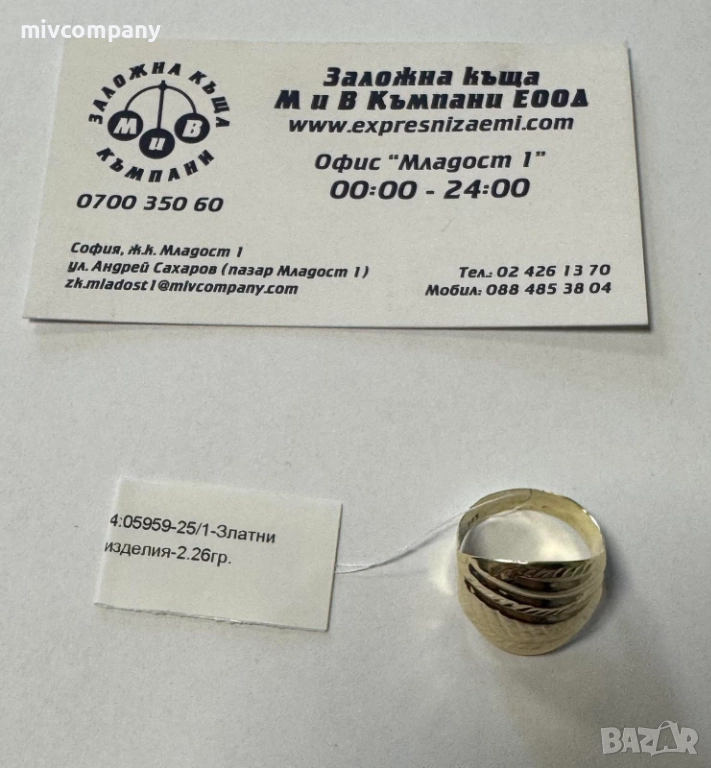 mivcompany
ЗАЛОЖНА КЪЩА
М и В
КЪМПАНИ
0700 350 60
Заложна къща
М и В Къмпани ЕООД
www.expresnizaemi.com
Офис "Младост 1"
00:00 - 24:00
София, ж.к. Младост 1
ул. Андрей Сахаров (пазар Младост 1)
zk.mladost1@mivcompany.com
Тел.: 02 426 13 70
Мобил: 088 485 38 04
4:05959-25/1-Златни
изделия-2.26гр.
BAZAR